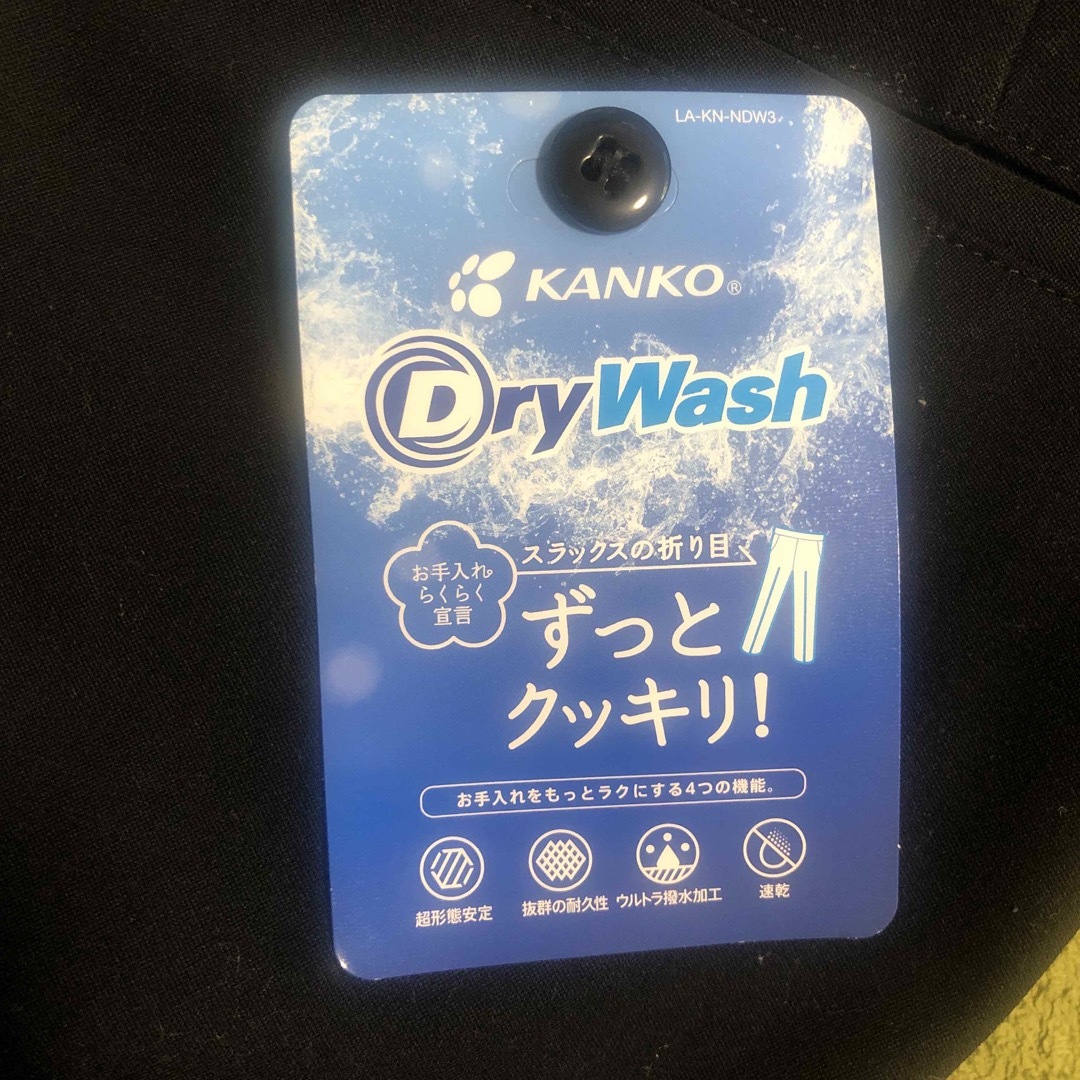 LA-KN-NDW3
KANKO®
DryWash
お手入れ
らくらく
宣言
スラックスの折り目
ずっと
クッキリ!
お手入れをもっとラクにする4つの機能。
超形態安定
抜群の耐久性
ウルトラ撥水加工
速乾